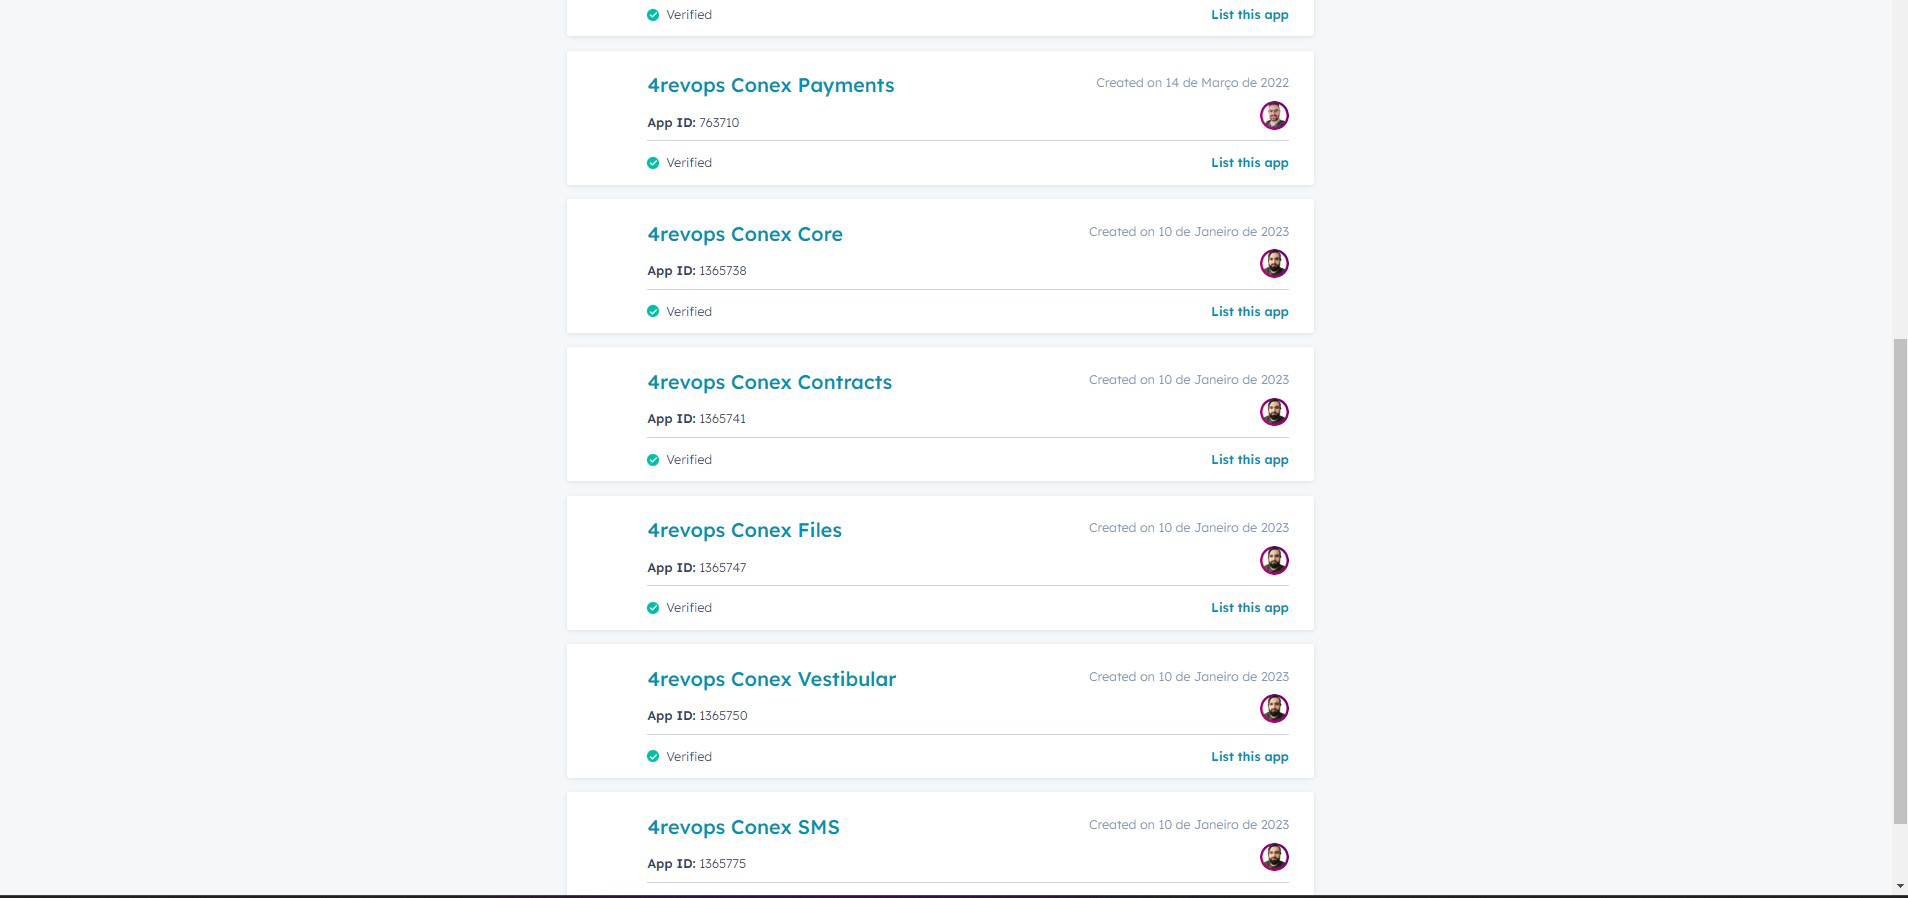 Verified List this app
4revops Conex Payments Created on 14 de Março de 2022
App ID: 763710
Verified List this app
4revops Conex Core Created on 10 de Janeiro de 2023
App ID: 1365738
Verified List this app
4revops Conex Contracts Created on 10 de Janeiro de 2023
App ID: 1365741
Verified List this app
4revops Conex Files Created on 10 de Janeiro de 2023
App ID: 1365747
Verified List this app
4revops Conex Vestibular Created on 10 de Janeiro de 2023
App ID: 1365750
Verified List this app
4revops Conex SMS Created on 10 de Janeiro de 2023
App ID: 1365775